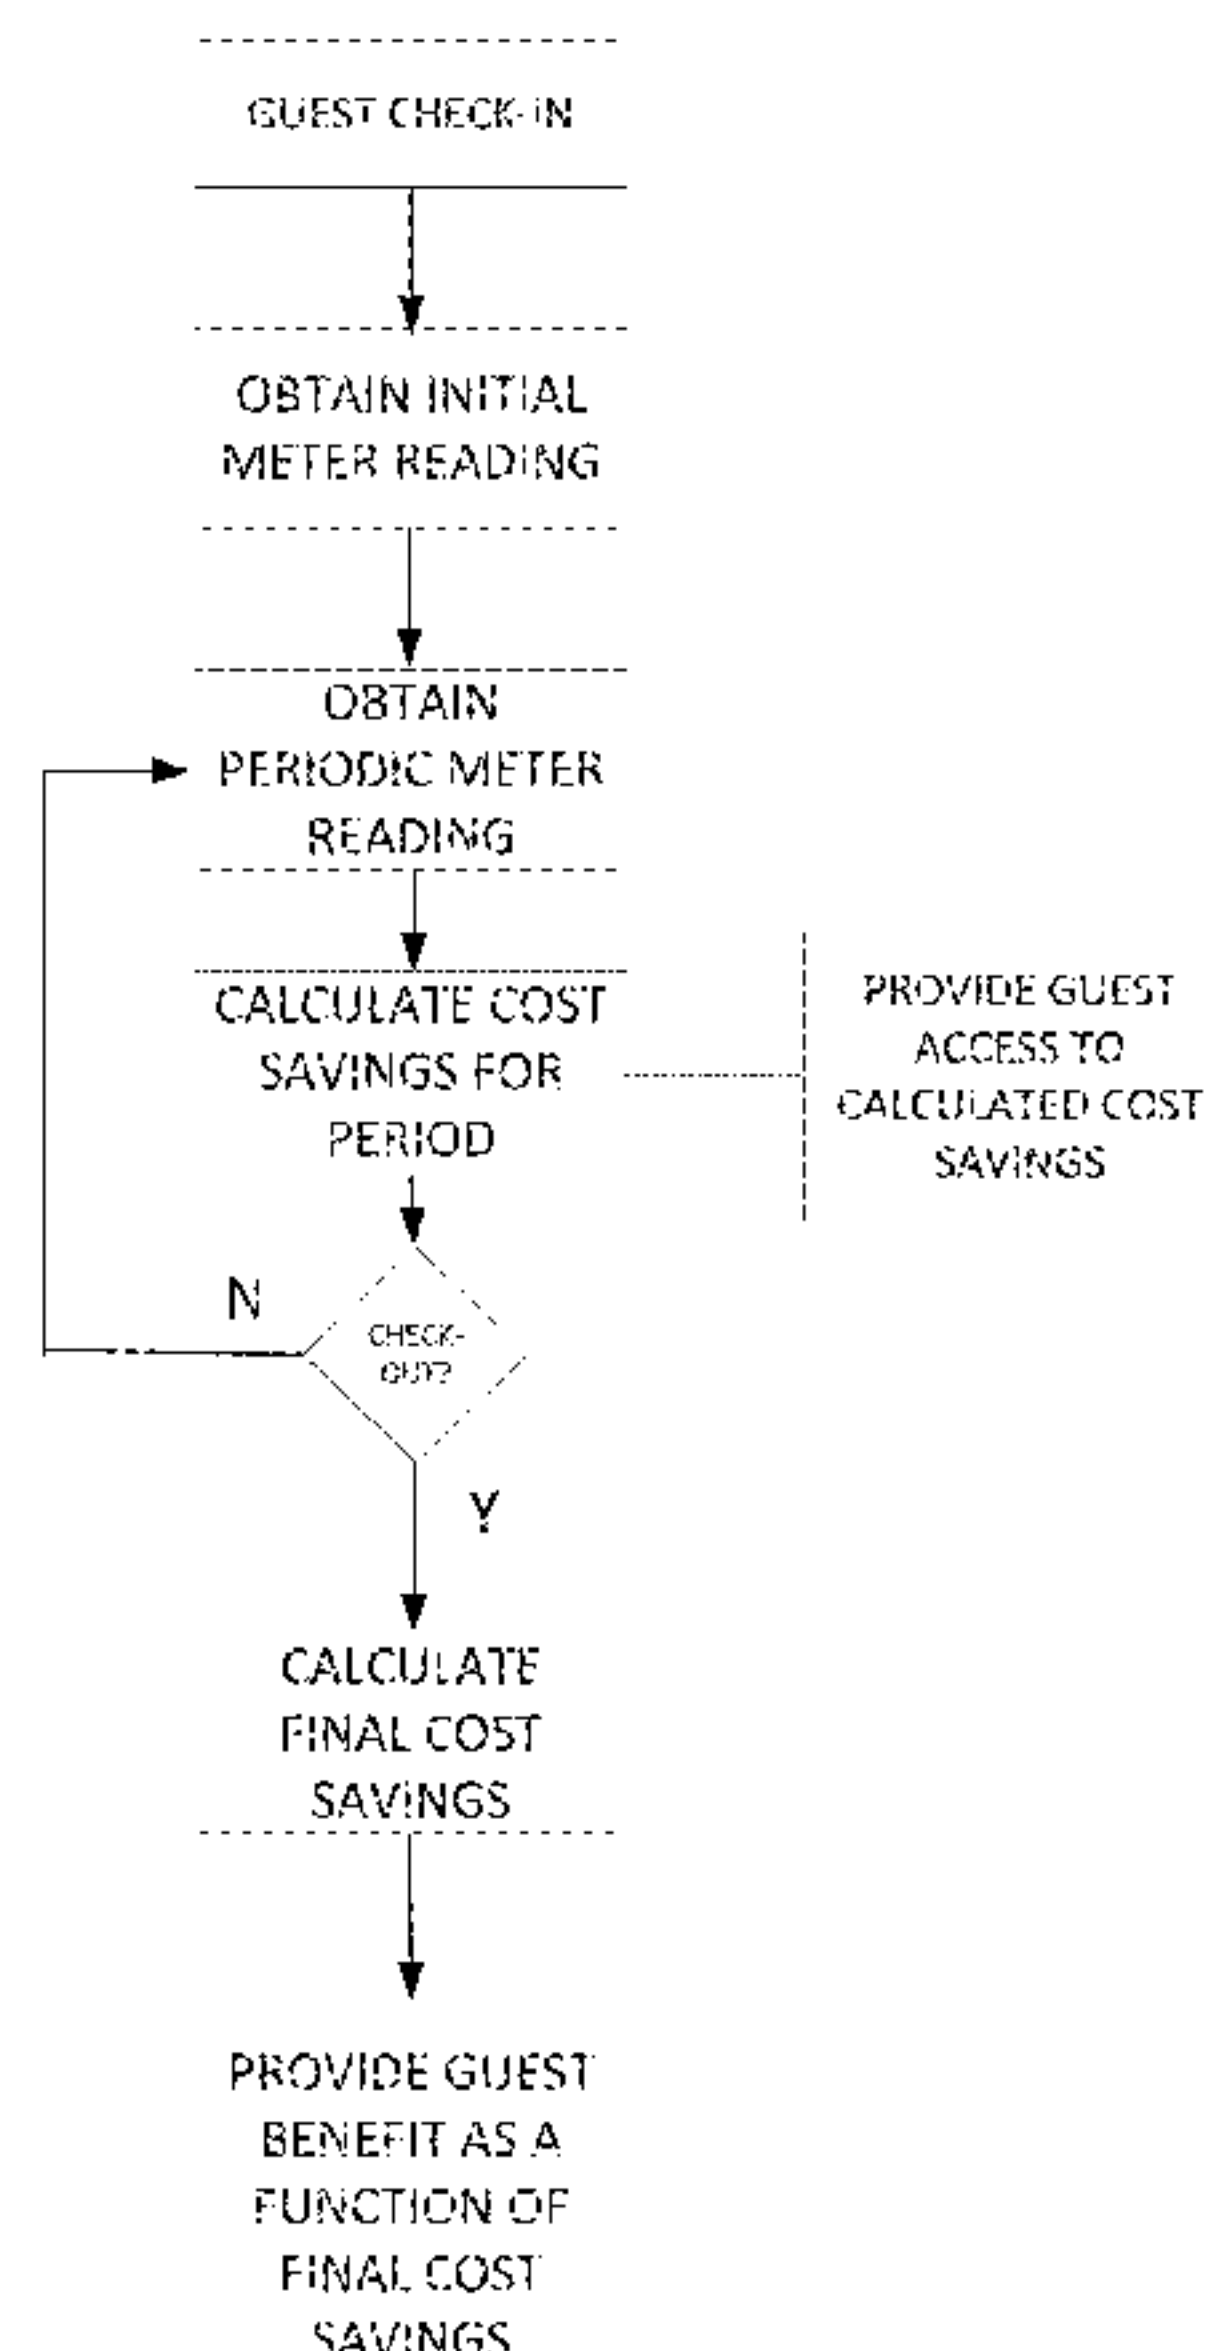 GUEST CHECK-IN
OBTAIN INITIAL
METER READING
OBTAIN
PERIODIC METER
READING
CALCULATE COST
SAVINGS FOR
PERIOD
PROVIDE GUEST
ACCESS TO
CALCULATED COST
SAVINGS
N
CHECK-
OUT?
Y
CALCULATE
FINAL COST
SAVINGS
PROVIDE GUEST
BENEFIT AS A
FUNCTION OF
FINAL COST
SAVINGS